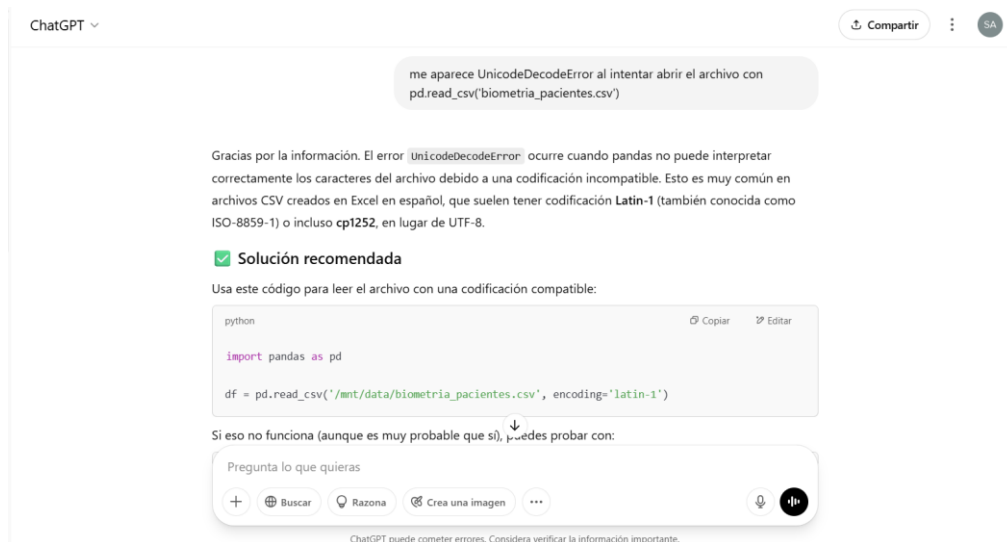 ChatGPT
Compartir
SA
me aparece UnicodeDecodeError al intentar abrir el archivo con
pd.read_csv('biometria_pacientes.csv')
Gracias por la información. El error UnicodeDecodeError ocurre cuando pandas no puede interpretar
correctamente los caracteres del archivo debido a una codificación incompatible. Esto es muy común en
archivos CSV creados en Excel en español, que suelen tener codificación Latin-1 (también conocida como
ISO-8859-1) o incluso cp1252, en lugar de UTF-8.
Solución recomendada
Usa este código para leer el archivo con una codificación compatible:
python
Copiar
Editar
import pandas as pd
df = pd.read_csv('/mnt/data/biometria_pacientes.csv', encoding='latin-1')
Si eso no funciona (aunque es muy probable que sí), puedes probar con:
Pregunta lo que quieras
Buscar
Razona
Crea una imagen
ChatGPT puede cometer errores. Considera verificar la información importante.